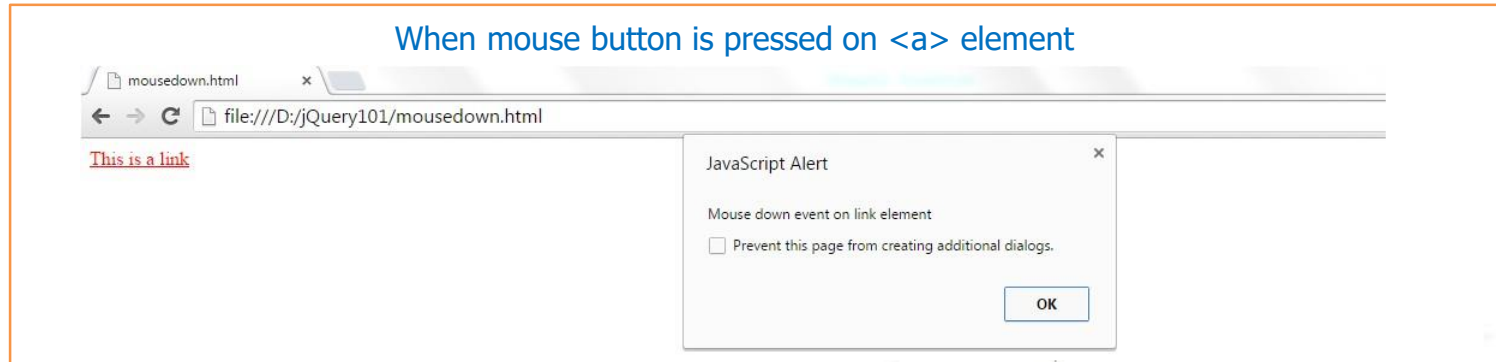 When mouse button is pressed on <a> element
mousedown.html
file:///D:/jQuery101/mousedown.html
This is a link
JavaScript Alert
Mouse down event on link element
Prevent this page from creating additional dialogs.
OK